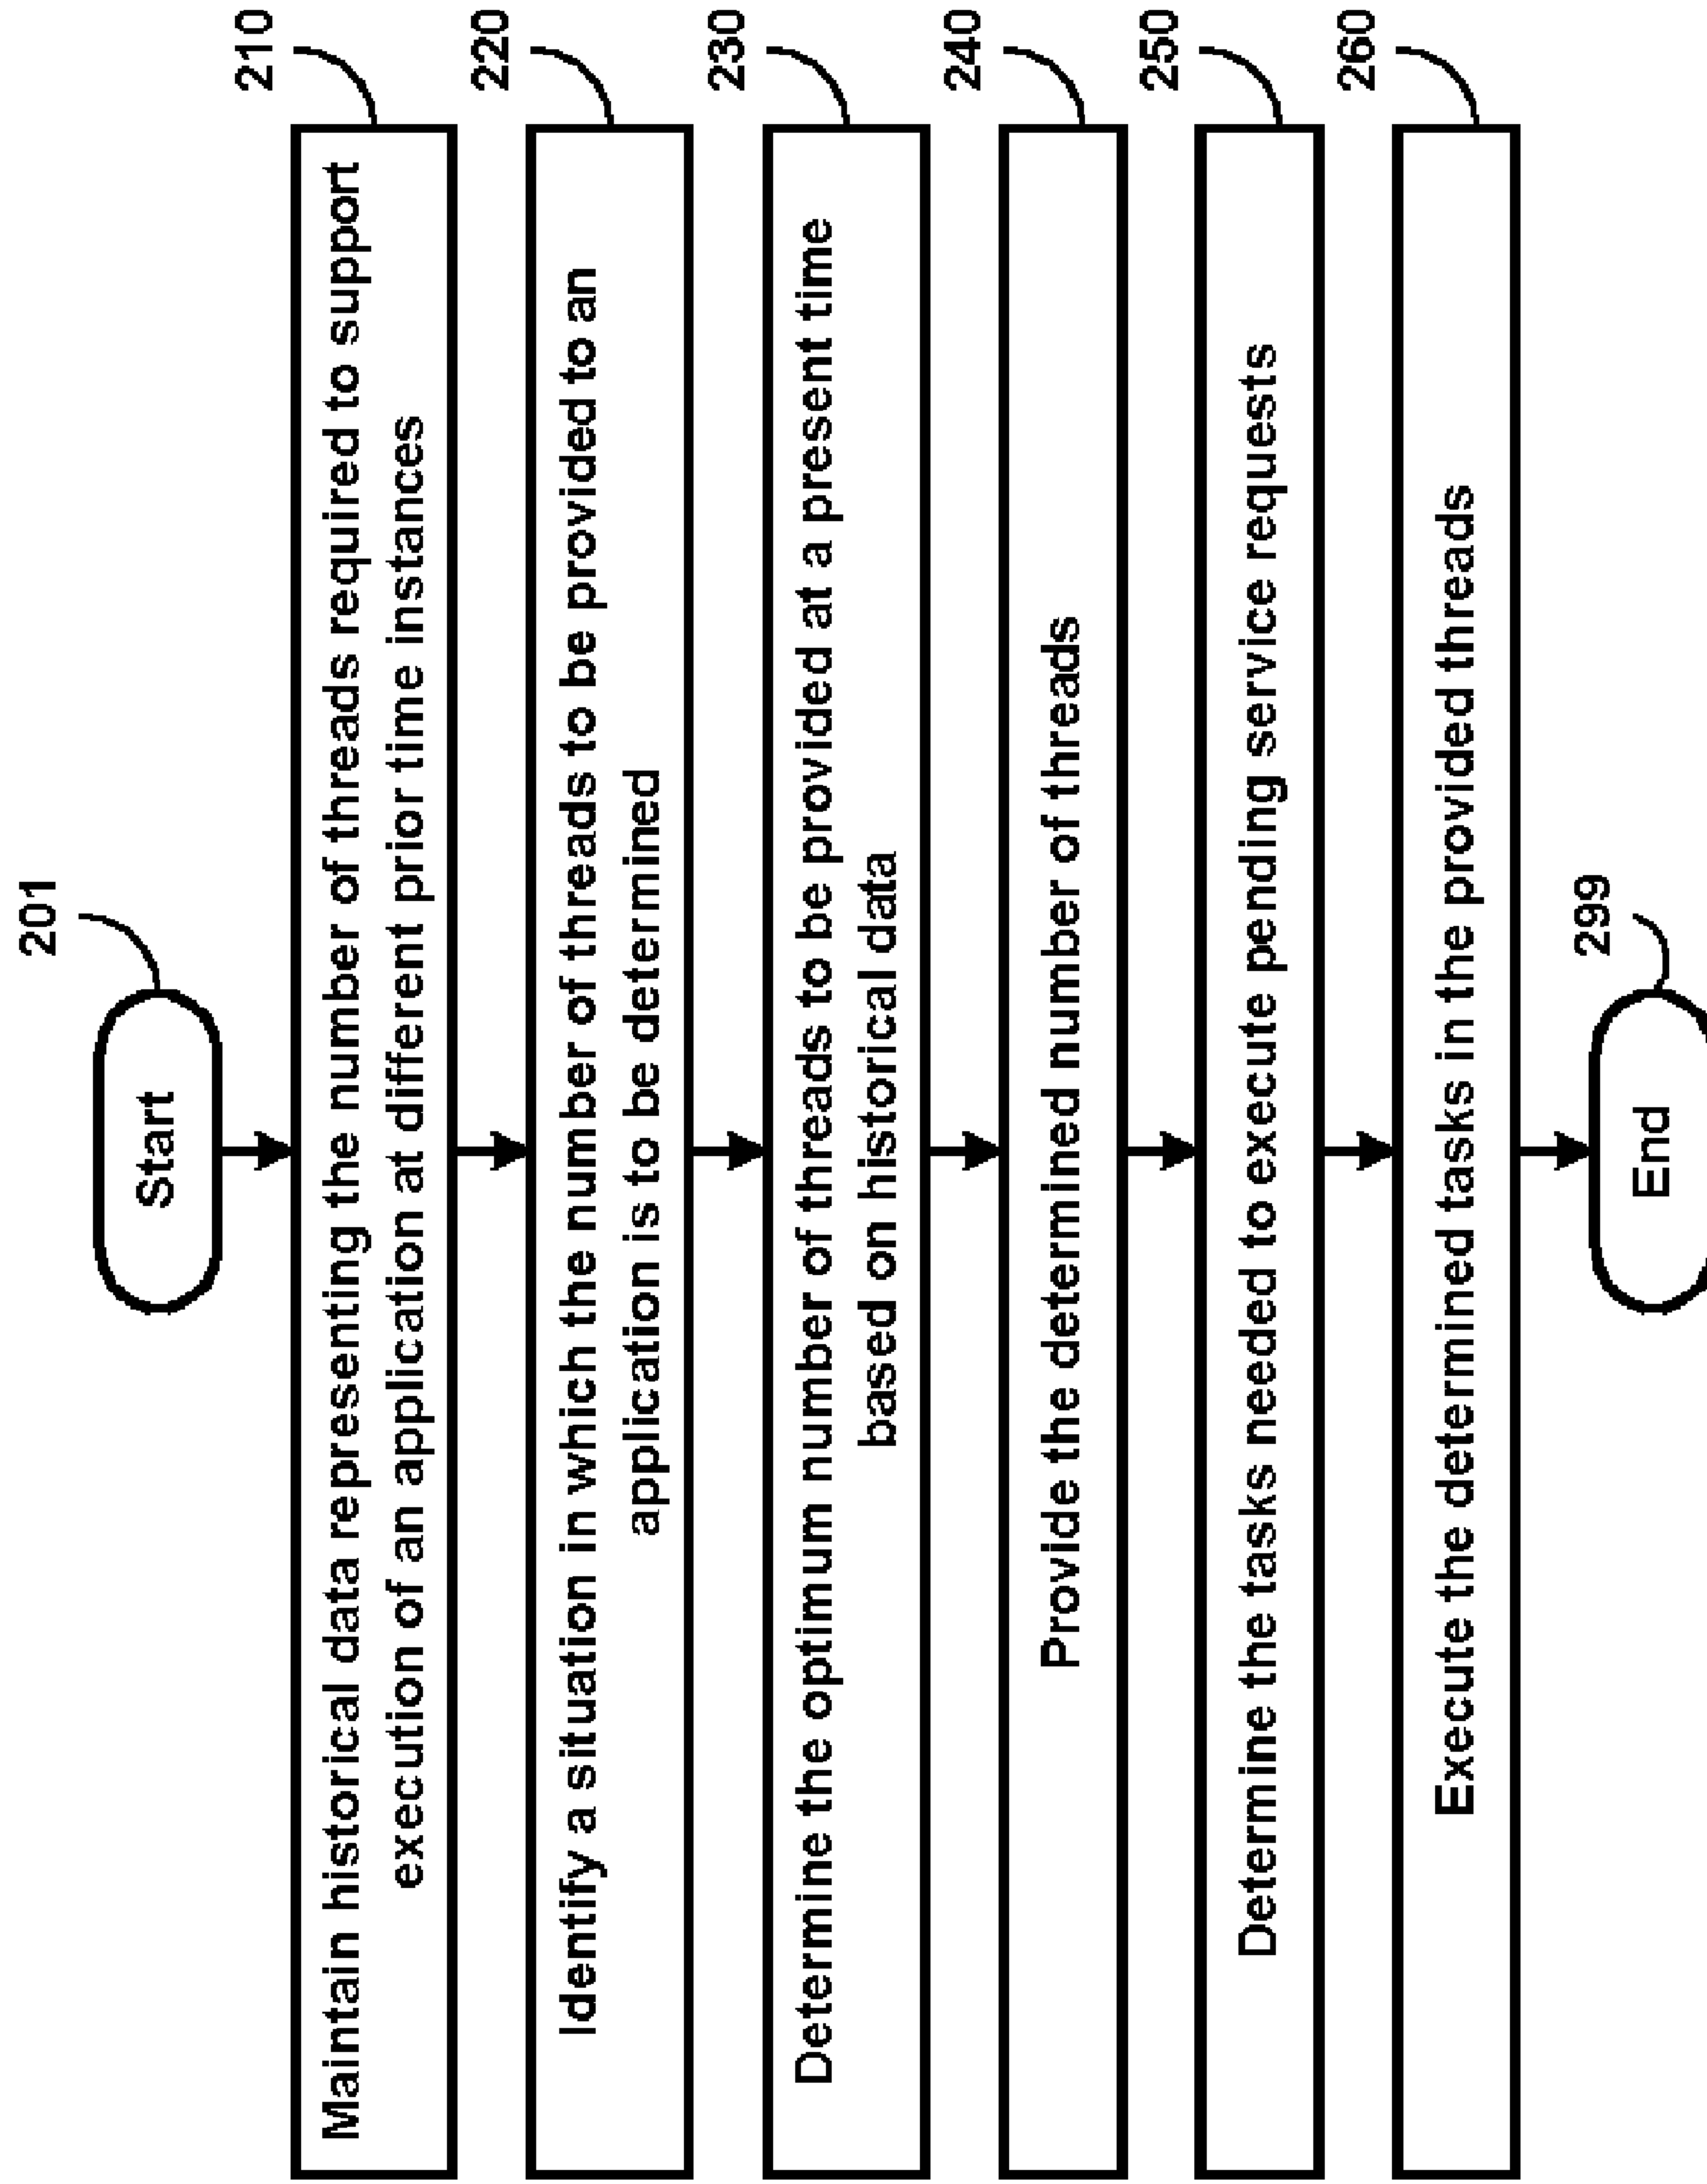 201
Start
210
Maintain historical data representing the number of threads required to support
execution of an application at different prior time instances
220
Identify a situation in which the number of threads to be provided to an
application is to be determined
230
Determine the optimum number of threads to be provided at a present time
based on historical data
240
Provide the determined number of threads
250
Determine the tasks needed to execute pending service requests
260
Execute the determined tasks in the provided threads
299
End